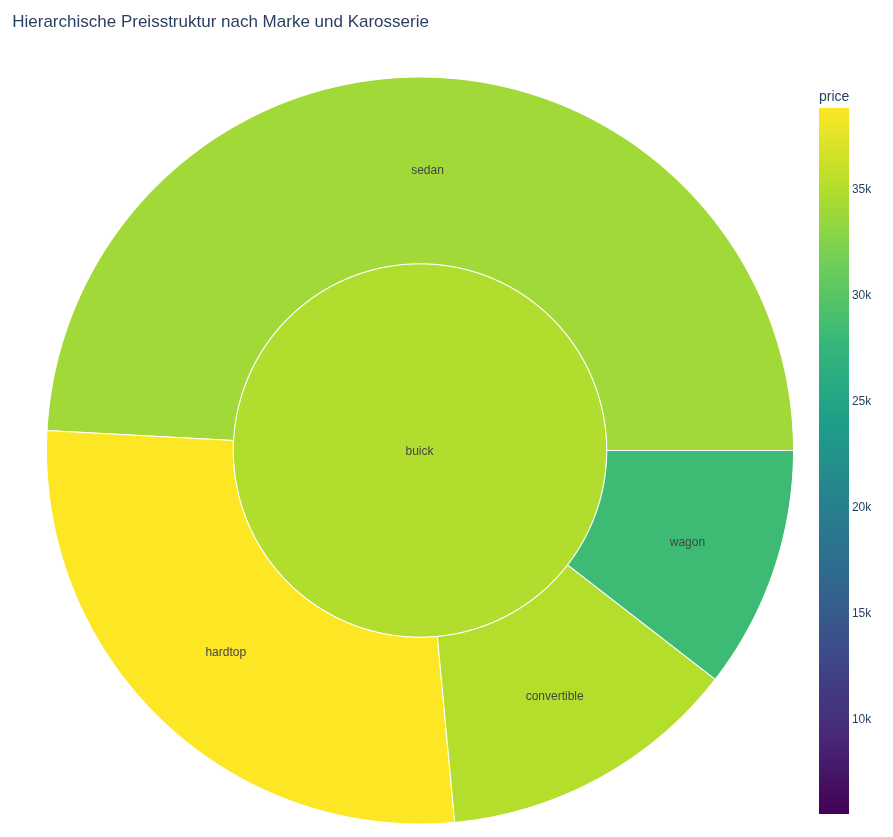 Hierarchische Preisstruktur nach Marke und Karosserie
price
sedan
35k
30k
25k
buick
20k
wagon
15k
hardtop
convertible
10k